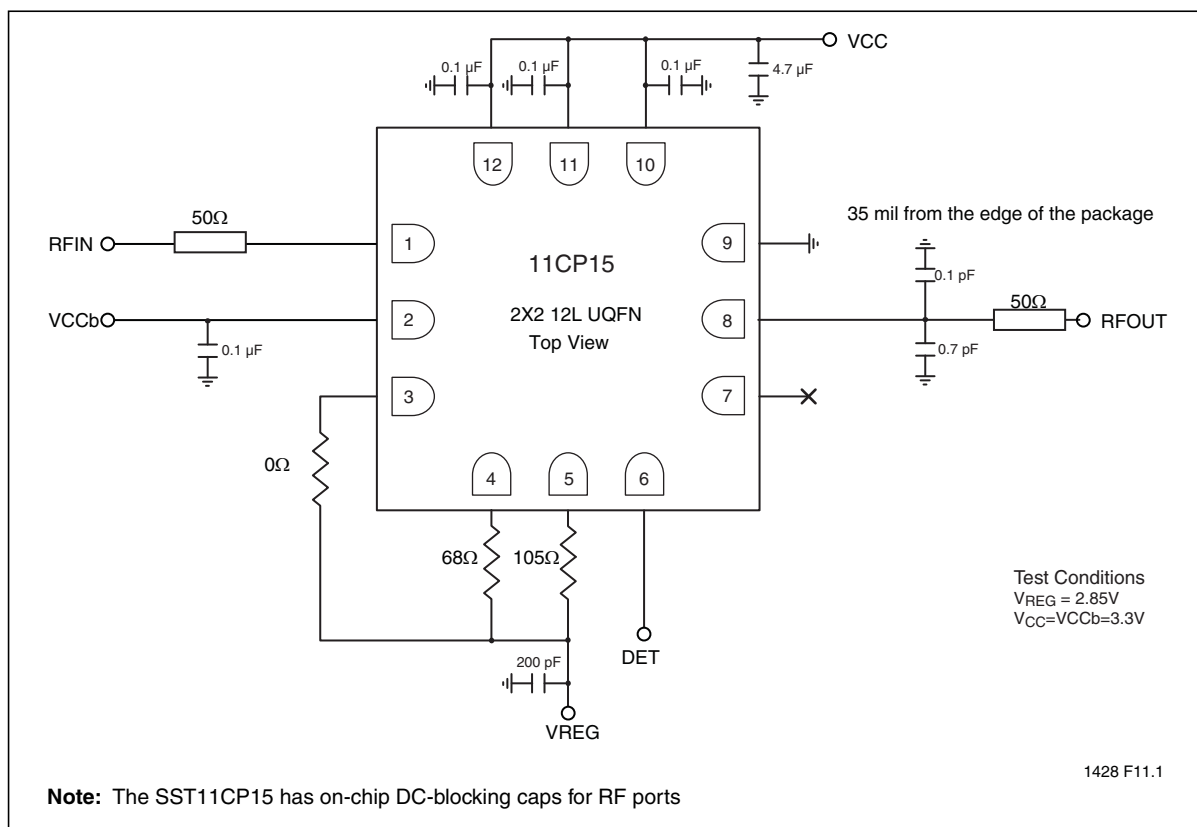 VCC
0.1 µF
0.1 µF
0.1 µF
4.7 µF
12
11
10
35 mil from the edge of the package
50Ω
RFIN
1
9
11CP15
0.1 pF
50Ω
VCCb
2
2X2 12L UQFN
8
RFOUT
Top View
0.1 µF
0.7 pF
3
7
0Ω
4
5
6
68Ω
105Ω
Test Conditions
VREG = 2.85V
VCC=VCCb=3.3V
DET
200 pF
VREG
1428 F11.1
Note: The SST11CP15 has on-chip DC-blocking caps for RF ports